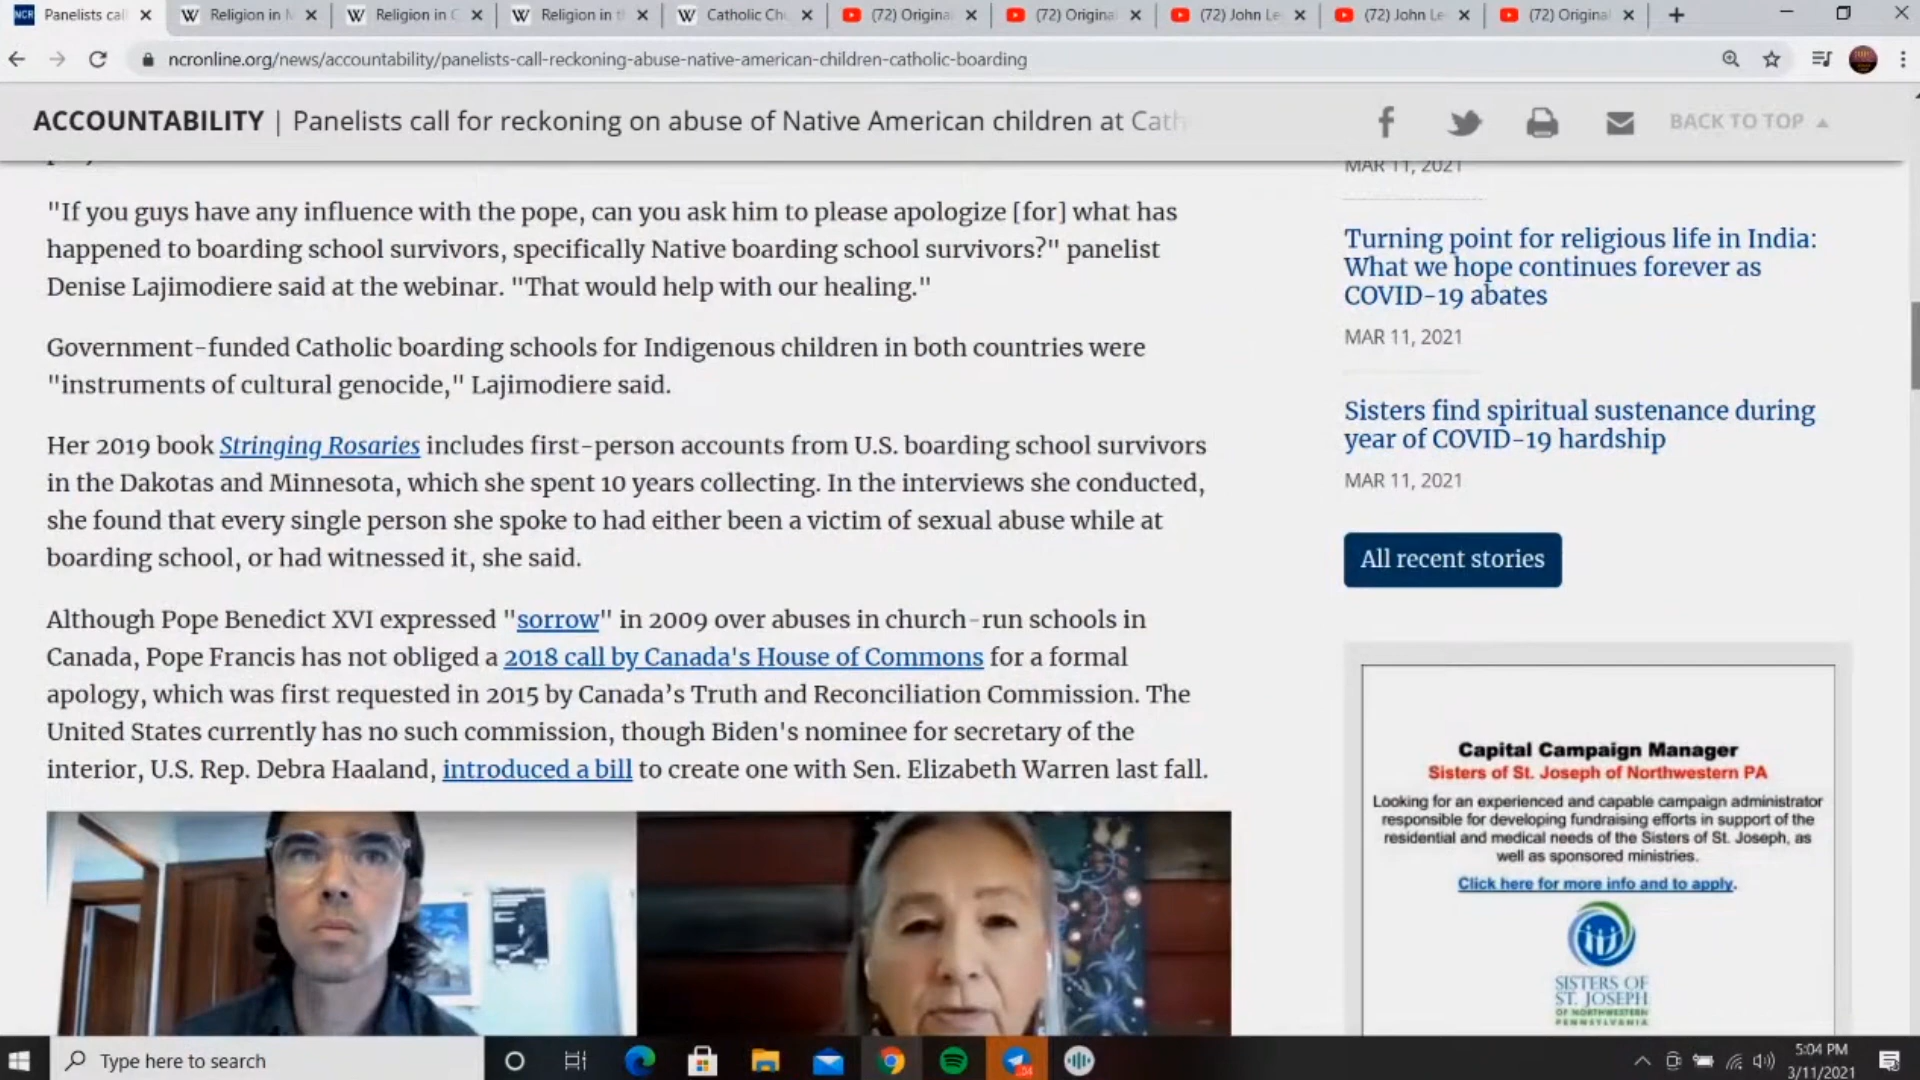 NCR Panelists cal
W Religion in
W Religion in C
W Religion in t
W Catholic Ch
(72) Origina
(72) Origina
(72) John Le
(72) John Le
(72) Origina
ncronline.org/news/accountability/panelists-call-reckoning-abuse-native-american-children-catholic-boarding
ACCOUNTABILITY | Panelists call for reckoning on abuse of Native American children at Cath
BACK TO TOP
"If you guys have any influence with the pope, can you ask him to please apologize [for] what has
happened to boarding school survivors, specifically Native boarding school survivors?" panelist
Denise Lajimodiere said at the webinar. "That would help with our healing."
Government-funded Catholic boarding schools for Indigenous children in both countries were
"instruments of cultural genocide," Lajimodiere said.
Her 2019 book Stringing Rosaries includes first-person accounts from U.S. boarding school survivors
in the Dakotas and Minnesota, which she spent 10 years collecting. In the interviews she conducted,
she found that every single person she spoke to had either been a victim of sexual abuse while at
boarding school, or had witnessed it, she said.
Although Pope Benedict XVI expressed "sorrow" in 2009 over abuses in church-run schools in
Canada, Pope Francis has not obliged a 2018 call by Canada's House of Commons for a formal
apology, which was first requested in 2015 by Canada’s Truth and Reconciliation Commission. The
United States currently has no such commission, though Biden's nominee for secretary of the
interior, U.S. Rep. Debra Haaland, introduced a bill to create one with Sen. Elizabeth Warren last fall.
MAR 11, 2021
Turning point for religious life in India:
What we hope continues forever as
COVID-19 abates
MAR 11, 2021
Sisters find spiritual sustenance during
year of COVID-19 hardship
MAR 11, 2021
All recent stories
Capital Campaign Manager
Sisters of St. Joseph of Northwestern PA
Looking for an experienced and capable campaign administrator
responsible for developing fundraising efforts in support of the
residential and medical needs of the Sisters of St. Joseph, as
well as sponsored ministries.
Click here for more info and to apply.
SISTERS OF
ST. JOSEPH
OF NORTHWESTERN
PENNSYLVANIA
Type here to search
5:04 PM
3/11/2021